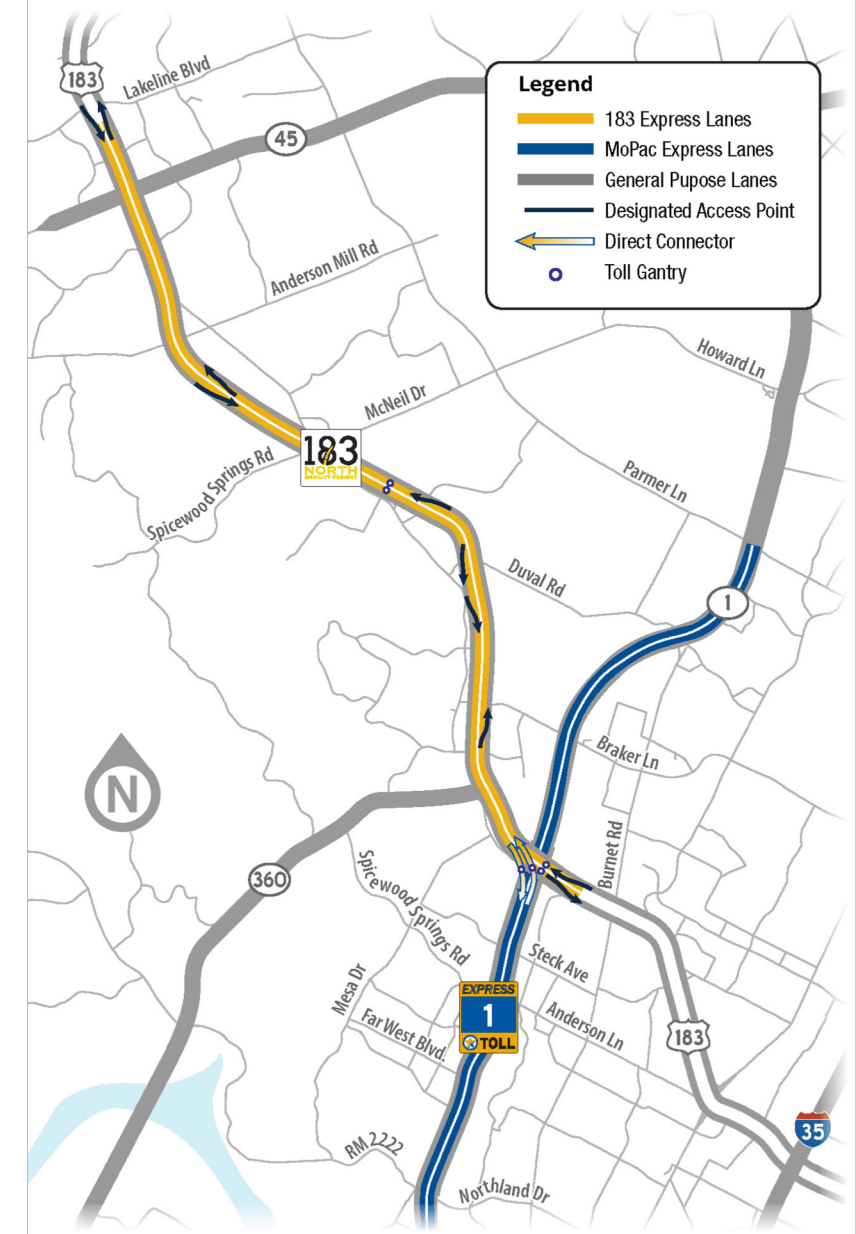 183
Lakeline Blvd
45
Legend
183 Express Lanes
MoPac Express Lanes
General Pupose Lanes
Designated Access Point
Direct Connector
Toll Gantry
Anderson Mill Rd
Howard Ln
McNeil Dr
183
NORTH
MOBILITY PROJECT
Spicewood Springs Rd
Parmer Ln
Duval Rd
1
N
Braker Ln
Burnet Rd
360
Spicewood Springs Rd
Steck Ave
Mesa Dr
EXPRESS
1
TOLL
Anderson Ln
Far West Blvd.
183
35
RM 2222
Northland Dr